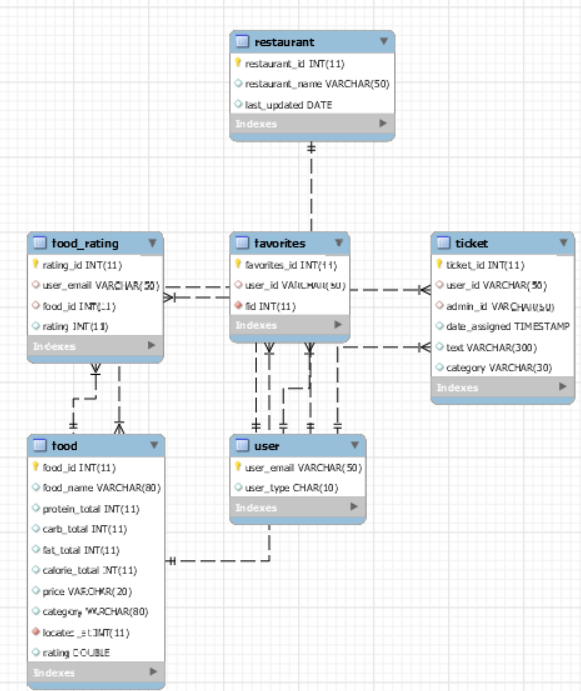 restaurant
restaurant_id INT(11)
restaurant_name VARCHAR(50)
last_updated DATE
Indexes
food_rating
rating_id INT(11)
user_email VARCHAR(50)
food_id INT(11)
rating INT(11)
Indexes
favorites
favorites_id INT(11)
user_id VARCHAR(50)
fid INT(11)
Indexes
ticket
ticket_id INT(11)
user_id VARCHAR(50)
admin_id VARCHAR(50)
date_assigned TIMESTAMP
text VARCHAR(300)
category VARCHAR(30)
Indexes
food
food_id INT(11)
food_name VARCHAR(80)
protein_total INT(11)
carb_total INT(11)
fat_total INT(11)
calorie_total INT(11)
price VARCHAR(20)
category VARCHAR(80)
located_at INT(11)
rating DOUBLE
Indexes
user
user_email VARCHAR(50)
user_type CHAR(10)
Indexes